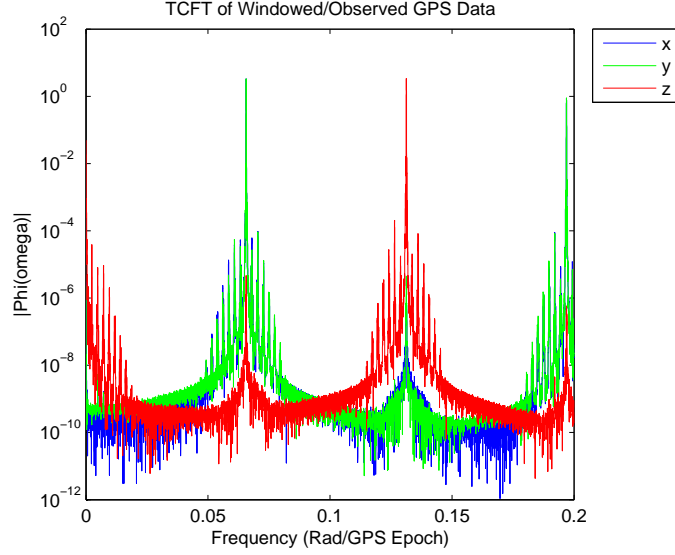 TCFT of Windowed/Observed GPS Data
10^2
10^0
10^-2
10^-4
10^-6
10^-8
10^-10
10^-12
|Phi(omega)|
0 0.05 0.1 0.15 0.2
Frequency (Rad/GPS Epoch)
x
y
z